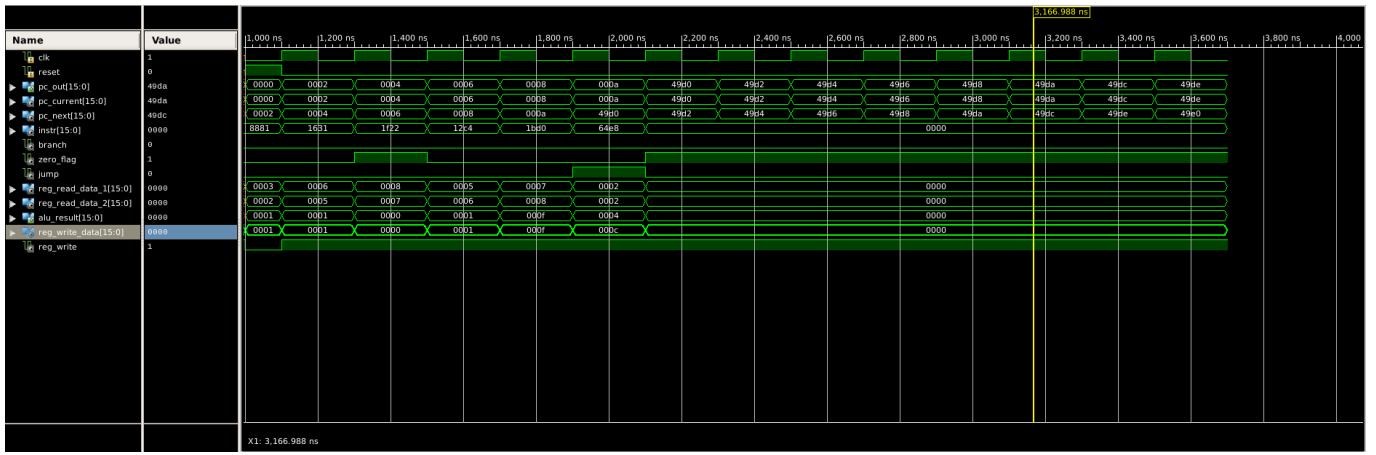 3,166.988 ns
Name Value 1,000 ns 1,200 ns 1,400 ns 1,600 ns 1,800 ns 2,000 ns 2,200 ns 2,400 ns 2,600 ns 2,800 ns 3,000 ns 3,200 ns 3,400 ns 3,600 ns 3,800 ns 4,000
clk 1
reset 0
pc_out[15:0] 49da 0000 0002 0004 0006 0008 000a 49d0 49d2 49d4 49d6 49d8 49da 49dc 49de
pc_current[15:0] 49da 0000 0002 0004 0006 0008 000a 49d0 49d2 49d4 49d6 49d8 49da 49dc 49de
pc_next[15:0] 49dc 0002 0004 0006 0008 000a 49d0 49d2 49d4 49d6 49d8 49da 49dc 49de 49e0
instr[15:0] 0000 8881 1631 1f22 12c4 1bd0 64e8 0000
branch 0
zero_flag 1
jump 0
reg_read_data_1[15:0] 0000 0003 0006 0008 0005 0007 0002 0000
reg_read_data_2[15:0] 0000 0002 0005 0007 0006 0008 0002 0000
alu_result[15:0] 0000 0001 0001 0000 0001 000f 0004 0000
reg_write_data[15:0] 0000 0001 0001 0000 0001 000f 000c 0000
reg_write 1
X1: 3,166.988 ns